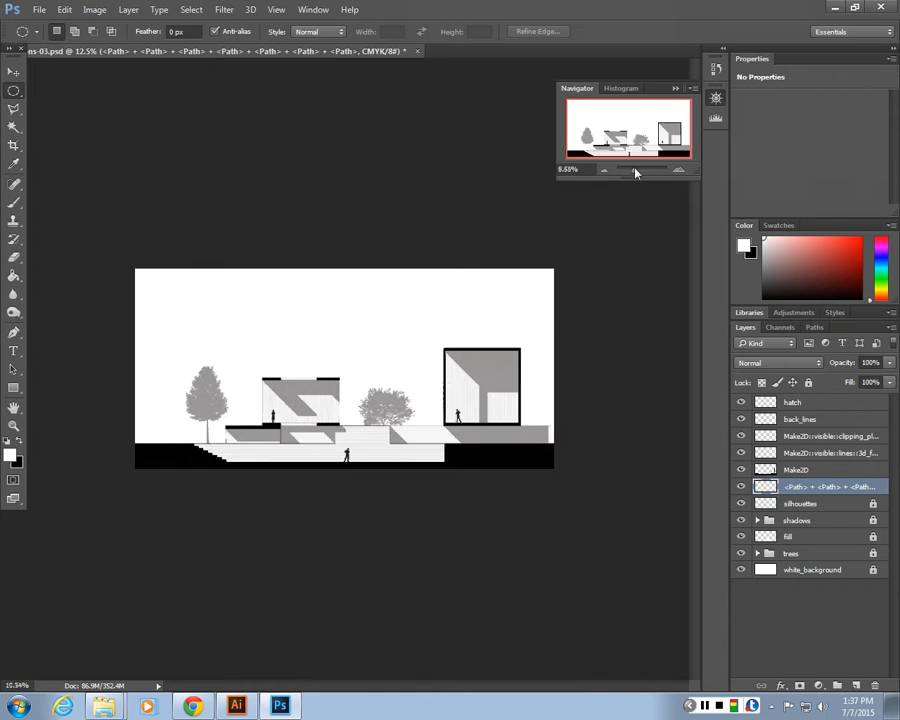 Ps File Edit Image Layer Type Select Filter 3D View Window Help
Feather: 0 px Anti-alias Style: Normal Width: Height: Refine Edge... Essentials
ns-03.psd @ 12.5% (<Path> + <Path> + <Path> + <Path> + <Path> + <Path> + <Path>, CMYK/8#) *
Properties
No Properties
Navigator Histogram
Color Swatches
Libraries Adjustments Styles
Layers Channels Paths
Kind
Normal Opacity: 100%
Lock: Fill: 100%
hatch
back_lines
Make2D::visible::clipping_pl...
Make2D::visible::lines::3d_f...
Make2D
<Path> + <Path> + <Path...
silhouettes
shadows
fill
trees
white_background
Doc: 86.9M/352.4M
Ai Ps
1:37 PM
7/7/2015